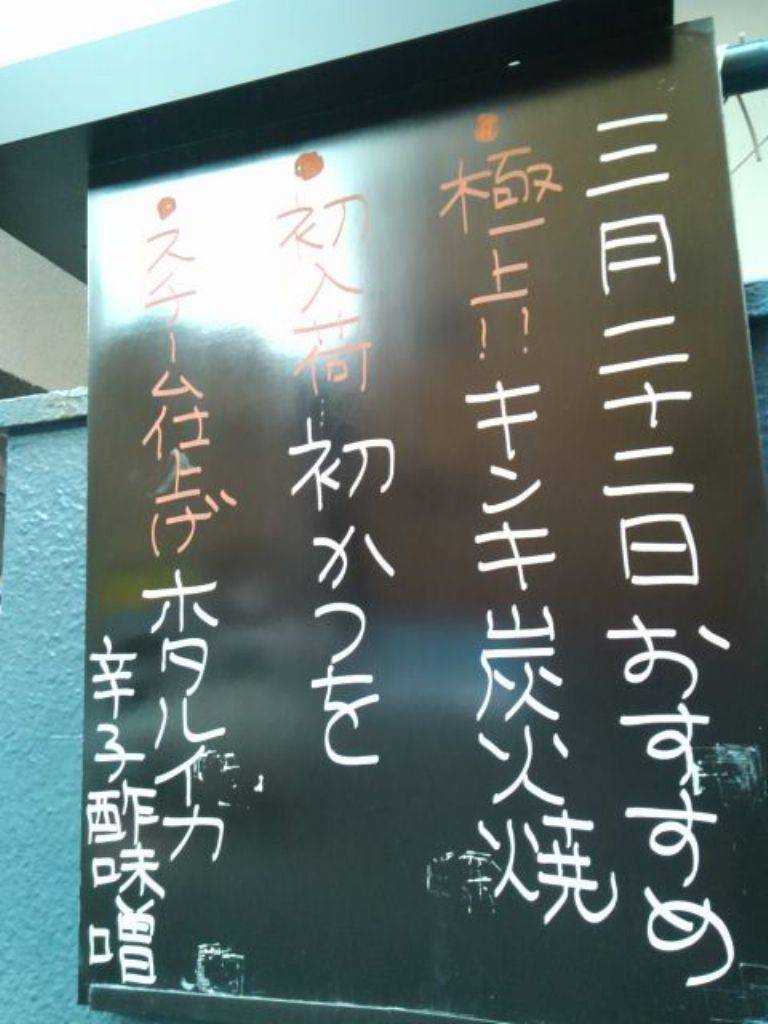 三月二十二日おすすめ
・極上!!キンキ炭火焼
・初入荷 初かつを
・スチーム仕上げホタルイカ
辛子酢味噌